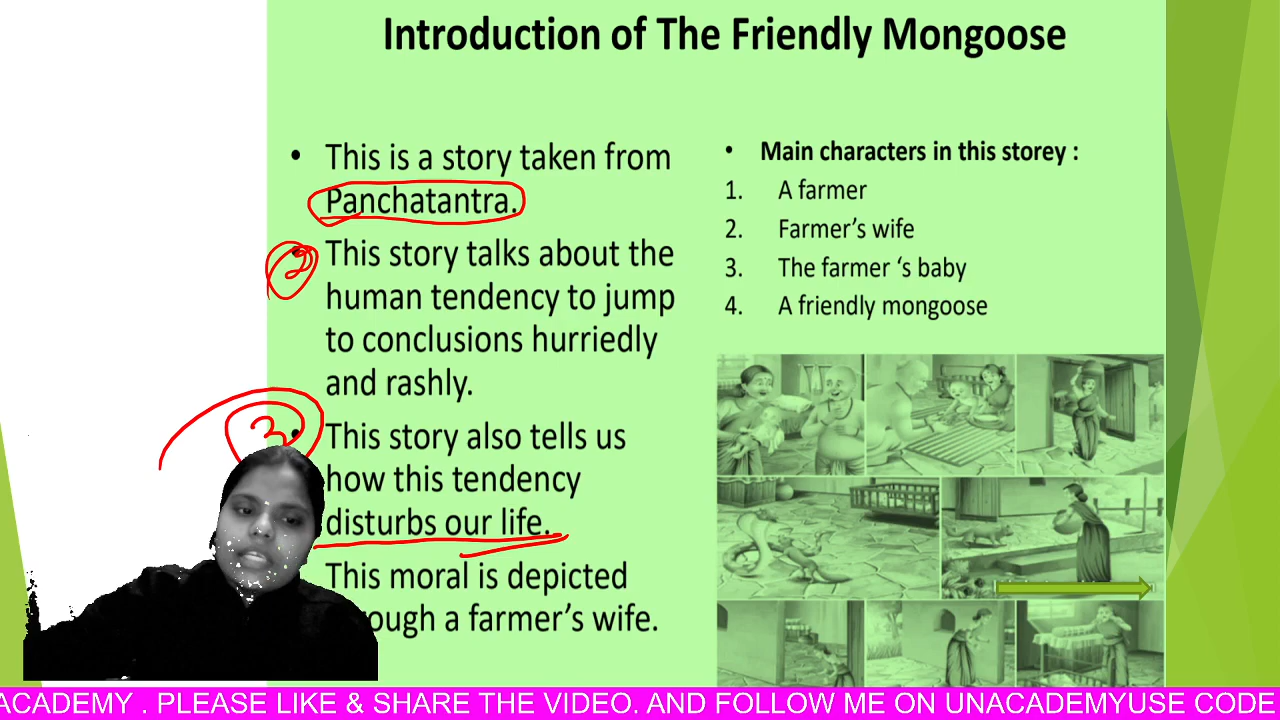 Introduction of The Friendly Mongoose
• This is a story taken from
Panchatantra.
2
This story talks about the
human tendency to jump
to conclusions hurriedly
and rashly.
3
• This story also tells us
how this tendency
disturbs our life.
This moral is depicted
ough a farmer's wife.
• Main characters in this storey :
1. A farmer
2. Farmer's wife
3. The farmer ‘s baby
4. A friendly mongoose
ACADEMY . PLEASE LIKE & SHARE THE VIDEO. AND FOLLOW ME ON UNACADEMYUSE CODE